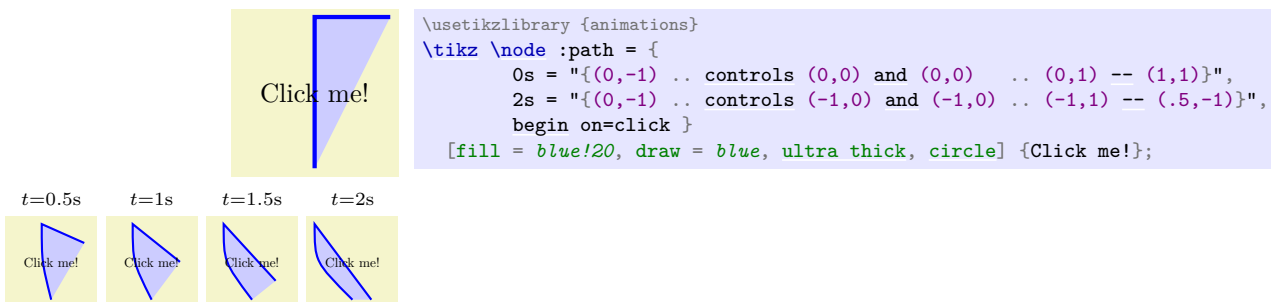 Click me!
\usetikzlibrary {animations}
\tikz \node :path = {
0s = "{(0,-1) .. controls (0,0) and (0,0) .. (0,1) -- (1,1)}",
2s = "{(0,-1) .. controls (-1,0) and (-1,0) .. (-1,1) -- (.5,-1)}",
begin on=click }
[fill = blue!20, draw = blue, ultra thick, circle] {Click me!};
t=0.5s t=1s t=1.5s t=2s
Click me! Click me! Click me! Click me!